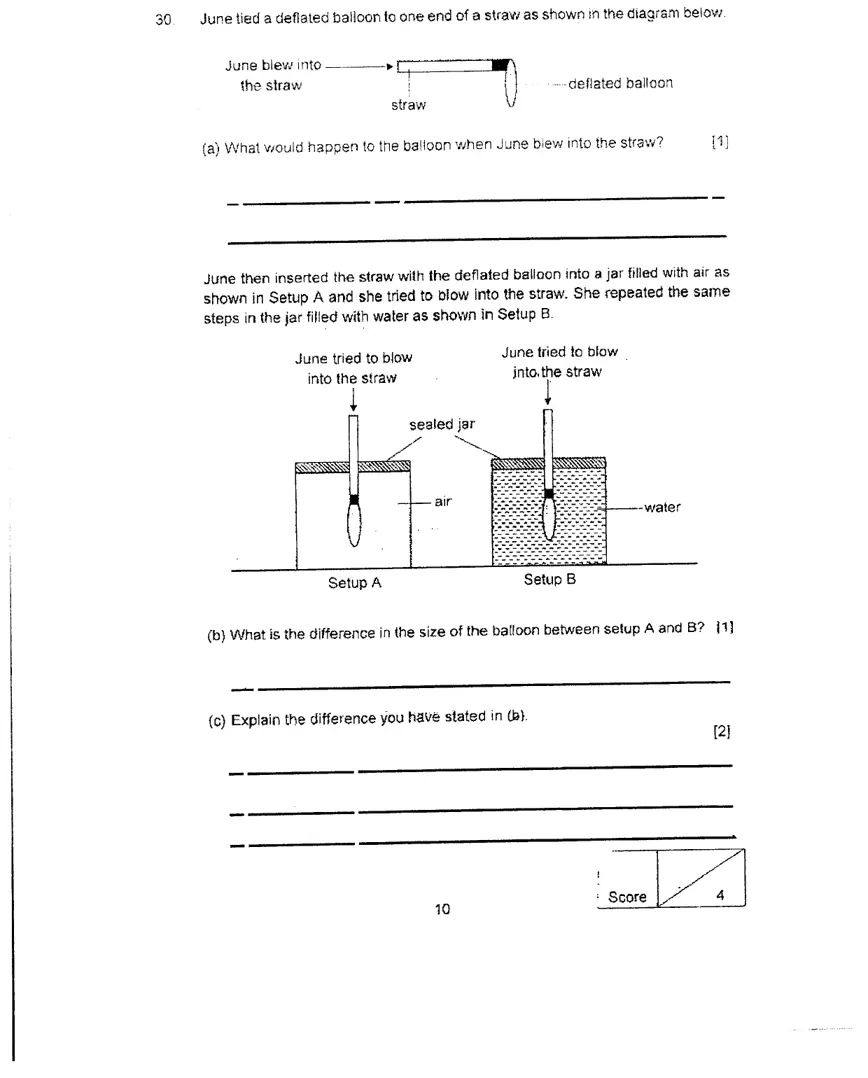 30. June tied a deflated balloon to one end of a straw as shown in the diagram below.
June blew into
the straw
straw
deflated balloon
(a) What would happen to the balloon when June blew into the straw? [1]
June then inserted the straw with the deflated balloon into a jar filled with air as
shown in Setup A and she tried to blow into the straw. She repeated the same
steps in the jar filled with water as shown in Setup B.
June tried to blow
into the straw
June tried to blow
into the straw
sealed jar
air
water
Setup A
Setup B
(b) What is the difference in the size of the balloon between setup A and B? [1]
(c) Explain the difference you have stated in (b).
[2]
Score 4
10